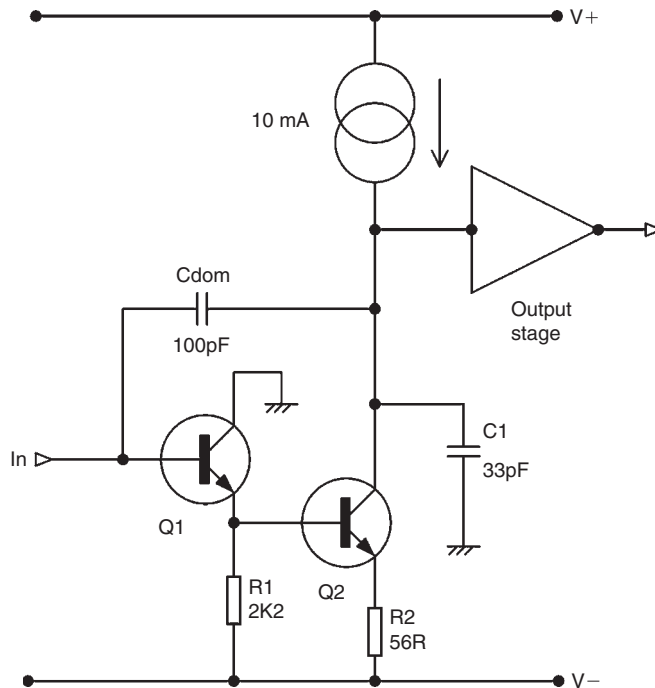 V+
10 mA
Cdom
100pF
Output
stage
In
C1
33pF
Q1
R1
2K2
Q2
R2
56R
V−